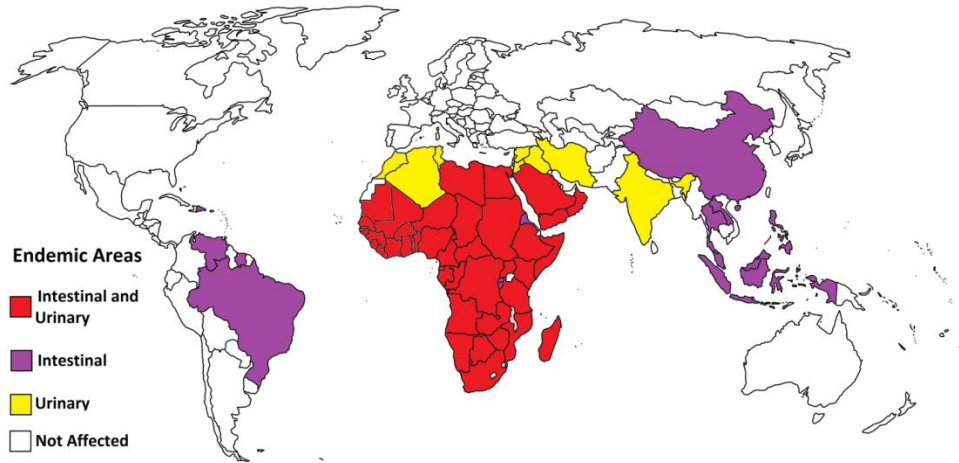 Endemic Areas
Intestinal and
Urinary
Intestinal
Urinary
Not Affected